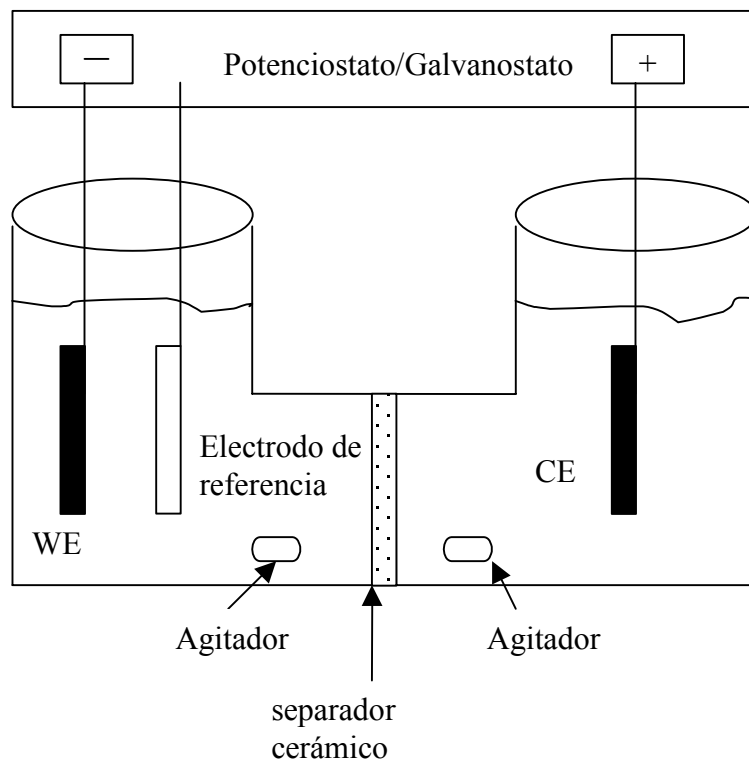 —
Potenciostato/Galvanostato
+
Electrodo de
referencia
CE
WE
Agitador
Agitador
separador
cerámico